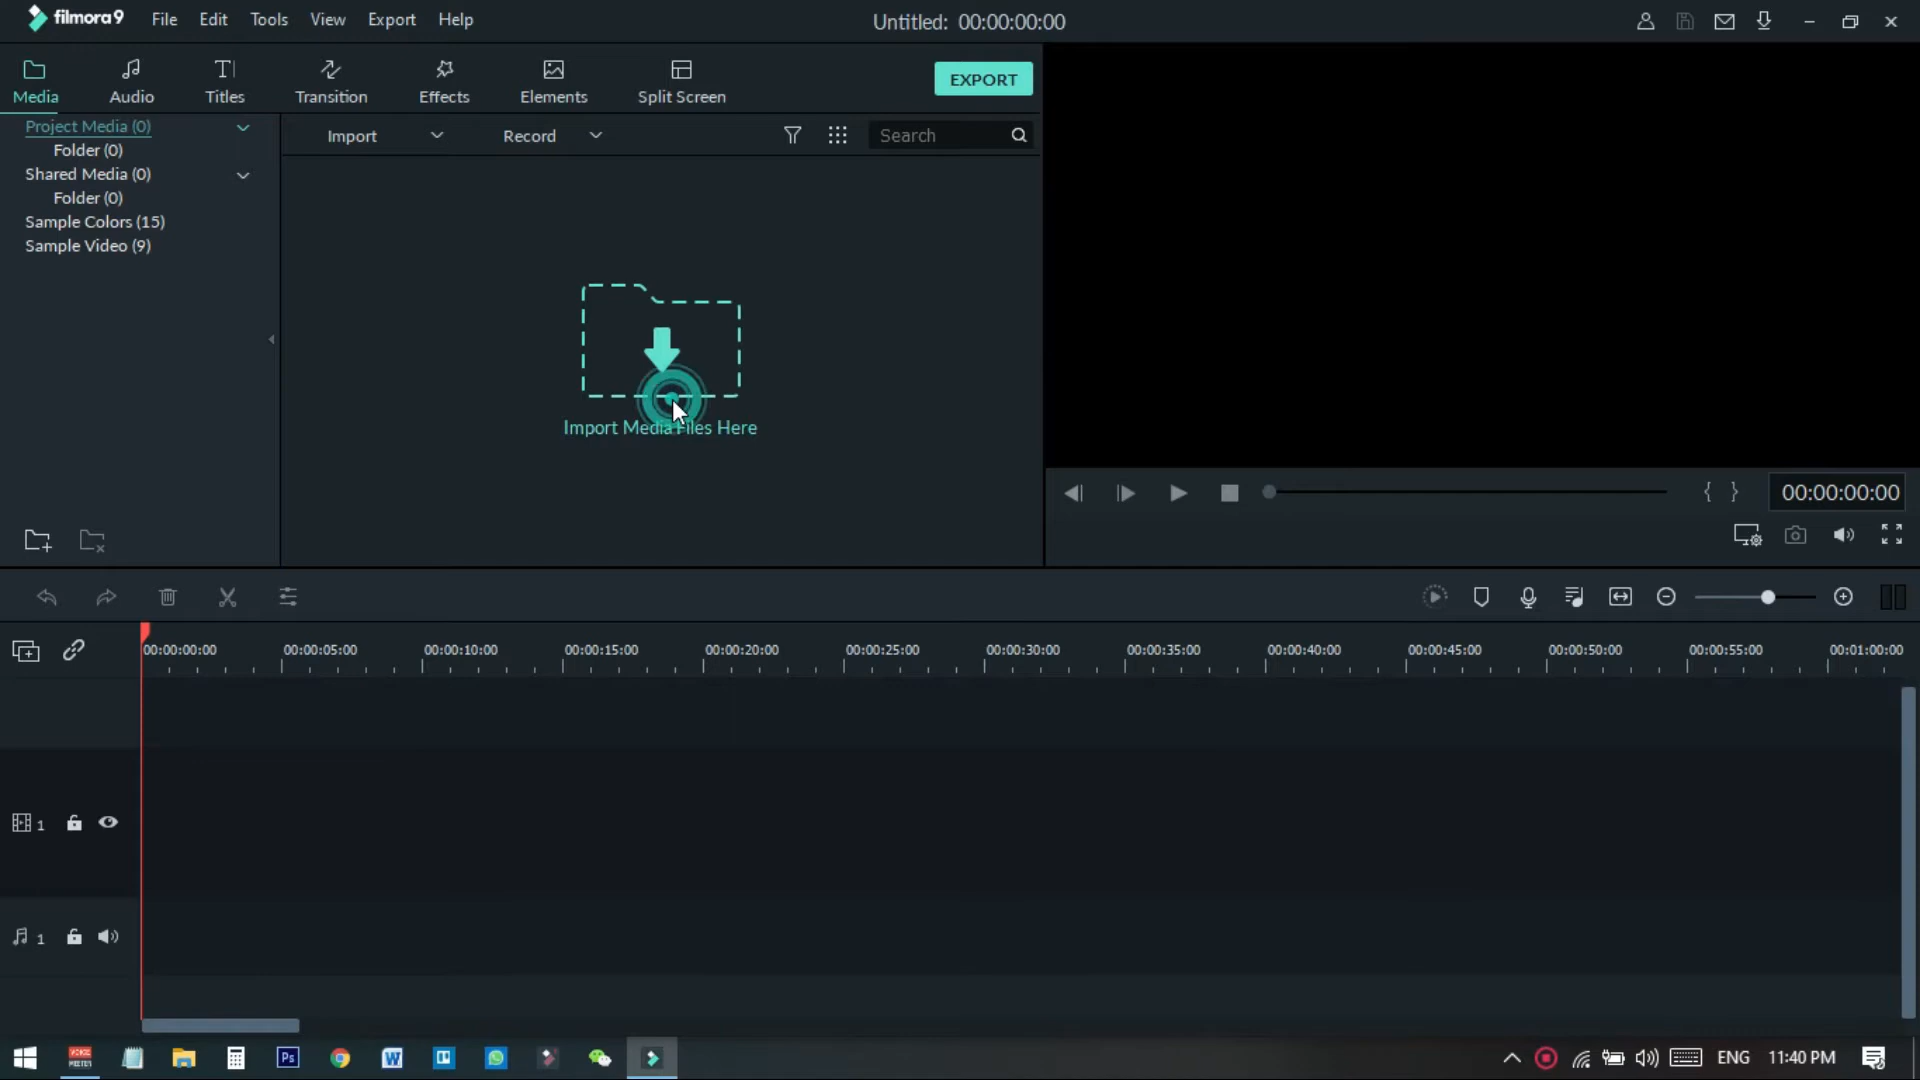 filmora9 File Edit Tools View Export Help Untitled: 00:00:00:00
Media Audio Titles Transition Effects Elements Split Screen EXPORT
Project Media (0)
Folder (0)
Shared Media (0)
Folder (0)
Sample Colors (15)
Sample Video (9)
Import Record Search
Import Media Files Here
{ } 00:00:00:00
00:00:00:00 00:00:05:00 00:00:10:00 00:00:15:00 00:00:20:00 00:00:25:00 00:00:30:00 00:00:35:00 00:00:40:00 00:00:45:00 00:00:50:00 00:00:55:00 00:01:00:00
1
1
Ps W ENG 11:40 PM